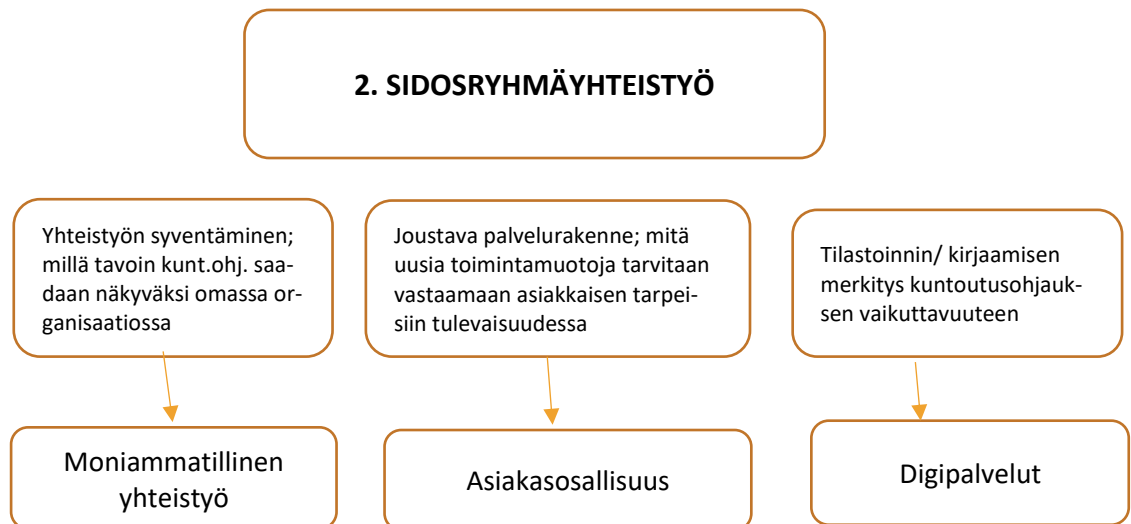 2. SIDOSRYHMÄYHTEISTYÖ
Yhteistyön syventäminen;
millä tavoin kunt.ohj. saa-
daan näkyväksi omassa or-
ganisaatiossa
Joustava palvelurakenne; mitä
uusia toimintamuotoja tarvitaan
vastaamaan asiakkaisen tarpei-
siin tulevaisuudessa
Tilastoinnin/ kirjaamisen
merkitys kuntoutusohjauk-
sen vaikuttavuuteen
Moniammatillinen
yhteistyö
Asiakasosallisuus
Digipalvelut